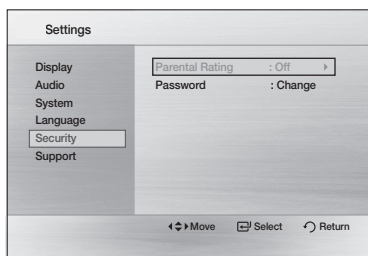 Settings
Display
Audio
System
Language
Security
Support
Parental Rating : Off
Password : Change
Move Select Return